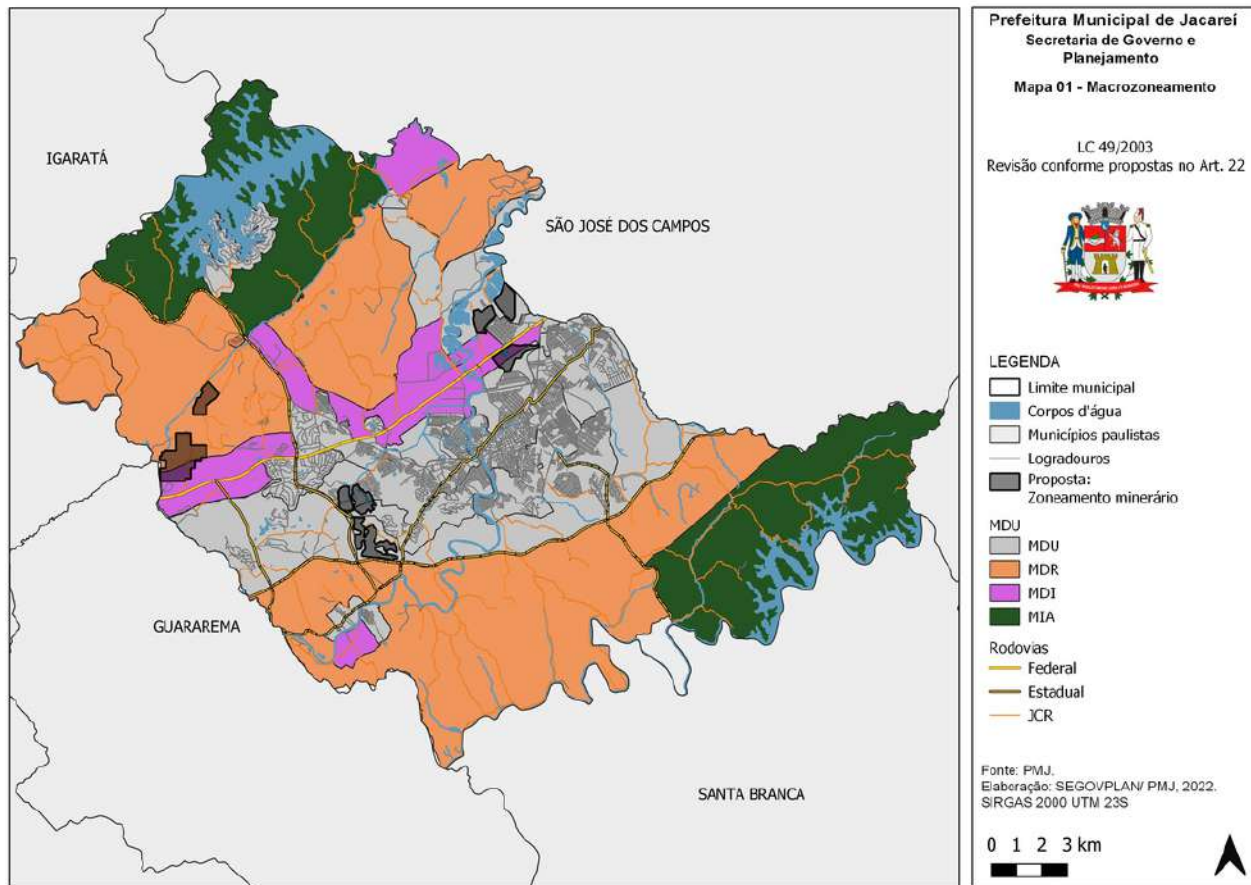 IGARATÁ
SÃO JOSÉ DOS CAMPOS
GUARAREMA
SANTA BRANCA
Prefeitura Municipal de Jacareí
Secretaria de Governo e
Planejamento
Mapa 01 - Macrozoneamento
LC 49/2003
Revisão conforme propostas no Art. 22
LEGENDA
Limite municipal
Corpos d'água
Municípios paulistas
Logradouros
Proposta:
Zoneamento minerário
MDU
MDU
MDR
MDI
MIA
Rodovias
Federal
Estadual
JCR
Fonte: PMJ.
Elaboração: SEGOVPLAN/ PMJ, 2022.
SIRGAS 2000 UTM 23S
0 1 2 3 km